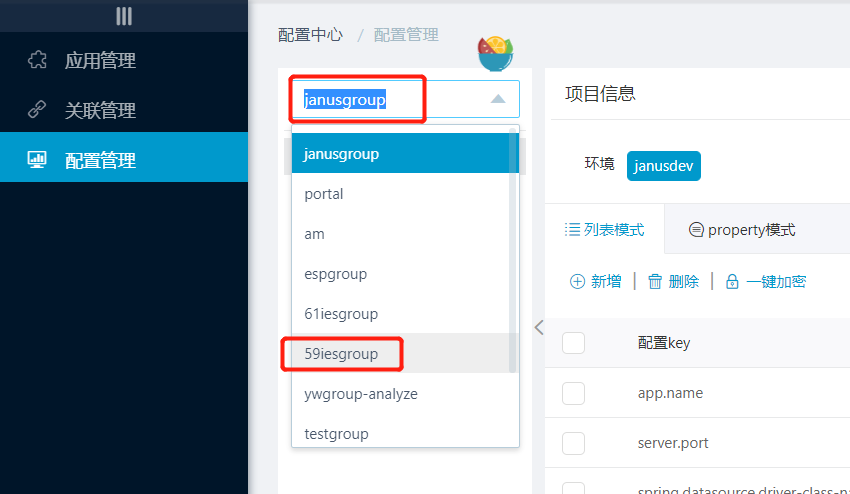 应用管理
关联管理
配置管理
配置中心 / 配置管理
janusgroup
janusgroup
portal
am
espgroup
61iesgroup
59iesgroup
ywgroup-analyze
testgroup
项目信息
环境 janusdev
列表模式 property模式
新增 | 删除 | 一键加密
配置key
app.name
server.port
spring.datasource.driver-class-na